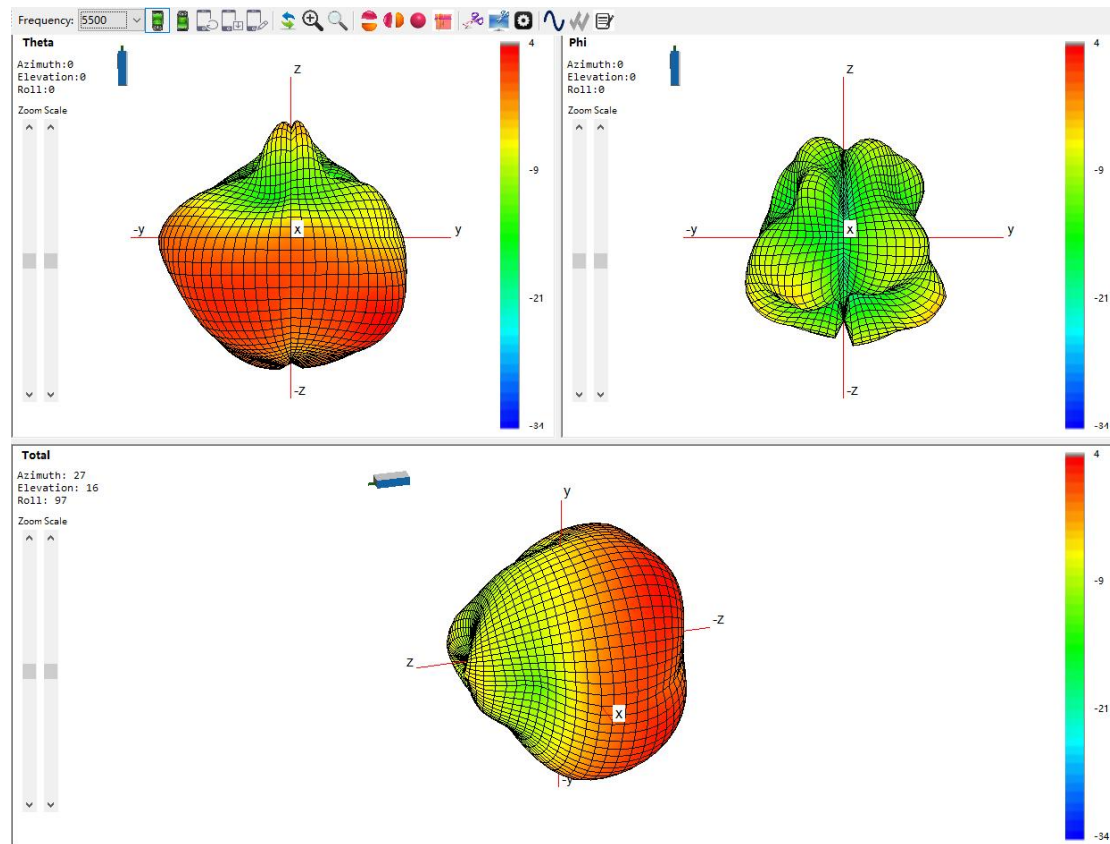 Frequency: 5500
Theta
Azimuth:0
Elevation:0
Roll:0
Zoom Scale
z
-y
x
y
-z
4
-9
-21
-34
Phi
Azimuth:0
Elevation:0
Roll:0
Zoom Scale
z
-y
x
y
-z
4
-9
-21
-34
Total
Azimuth: 27
Elevation: 16
Roll: 97
Zoom Scale
y
-z
z
x
-y
4
-9
-21
-34